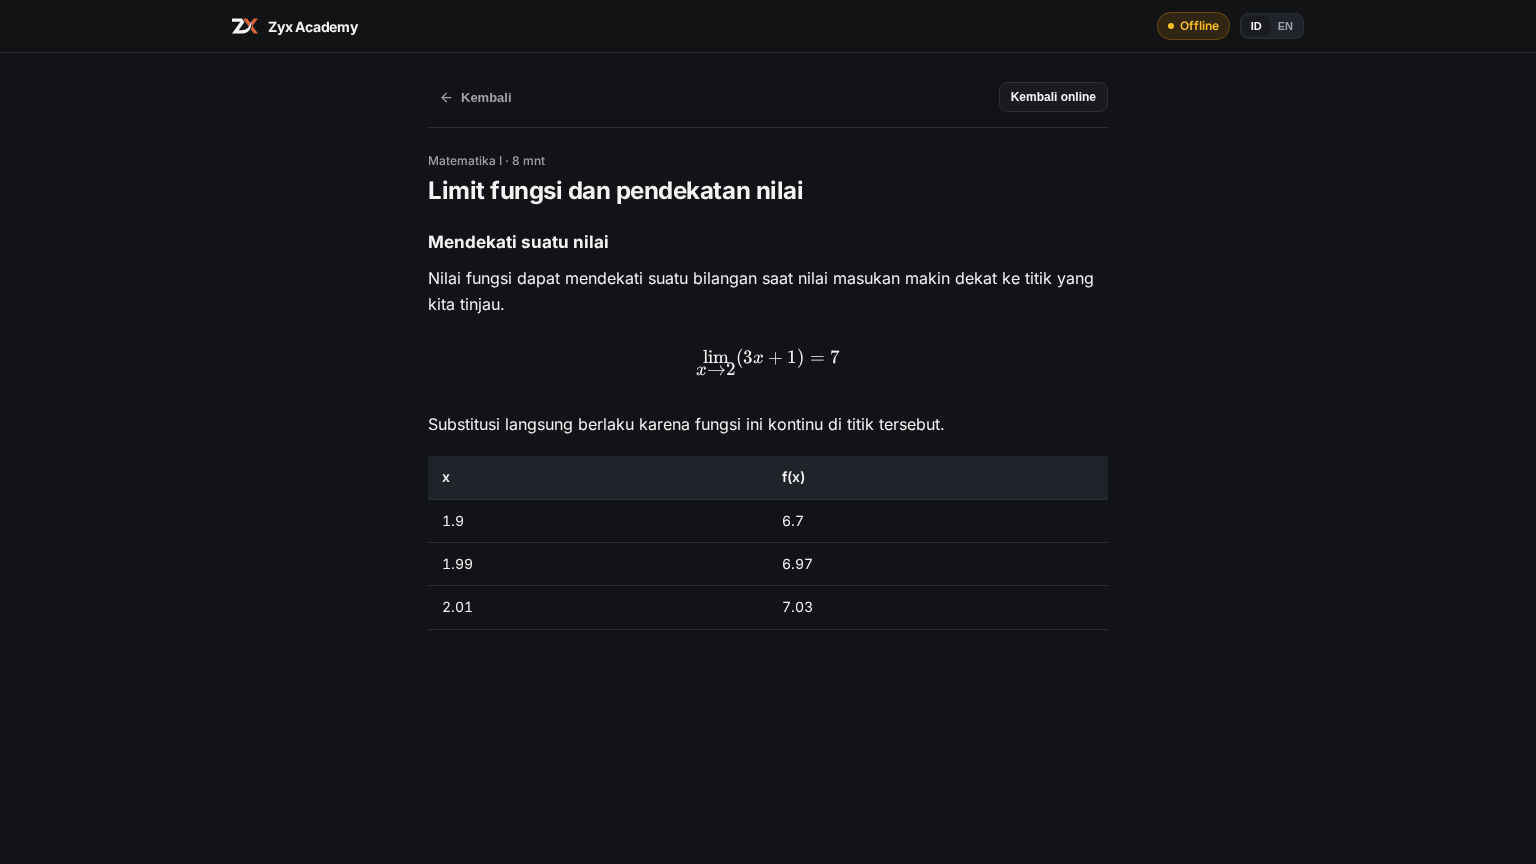 ZX Zyx Academy
Offline
ID EN
← Kembali
Kembali online
Matematika I · 8 mnt
Limit fungsi dan pendekatan nilai
Mendekati suatu nilai
Nilai fungsi dapat mendekati suatu bilangan saat nilai masukan makin dekat ke titik yang
kita tinjau.
lim x→2 (3x + 1) = 7
Substitusi langsung berlaku karena fungsi ini kontinu di titik tersebut.
x f(x)
1.9 6.7
1.99 6.97
2.01 7.03